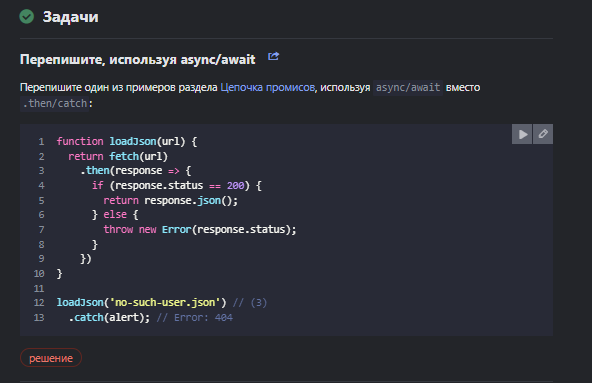 Задачи
Перепишите, используя async/await
Перепишите один из примеров раздела Цепочка промисов, используя async/await вместо
.then/catch:
1 function loadJson(url) {
2   return fetch(url)
3     .then(response => {
4       if (response.status == 200) {
5         return response.json();
6       } else {
7         throw new Error(response.status);
8       }
9     })
10 }
11
12 loadJson('no-such-user.json') // (3)
13   .catch(alert); // Error: 404
решение